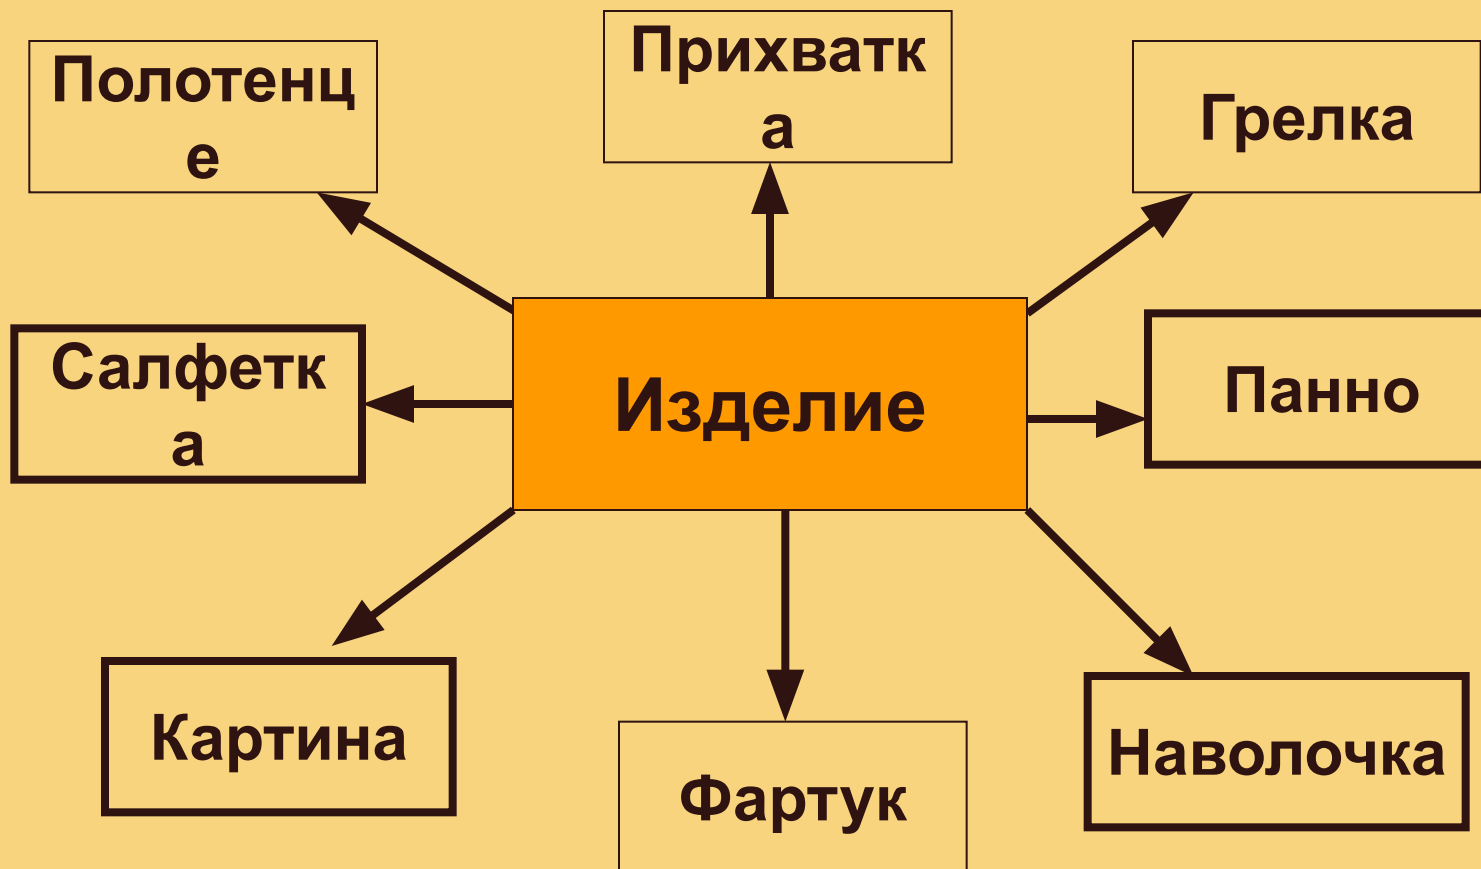 Полотенц
е
Прихватк
а
Грелка
Салфетк
а
Изделие
Панно
Картина
Фартук
Наволочка